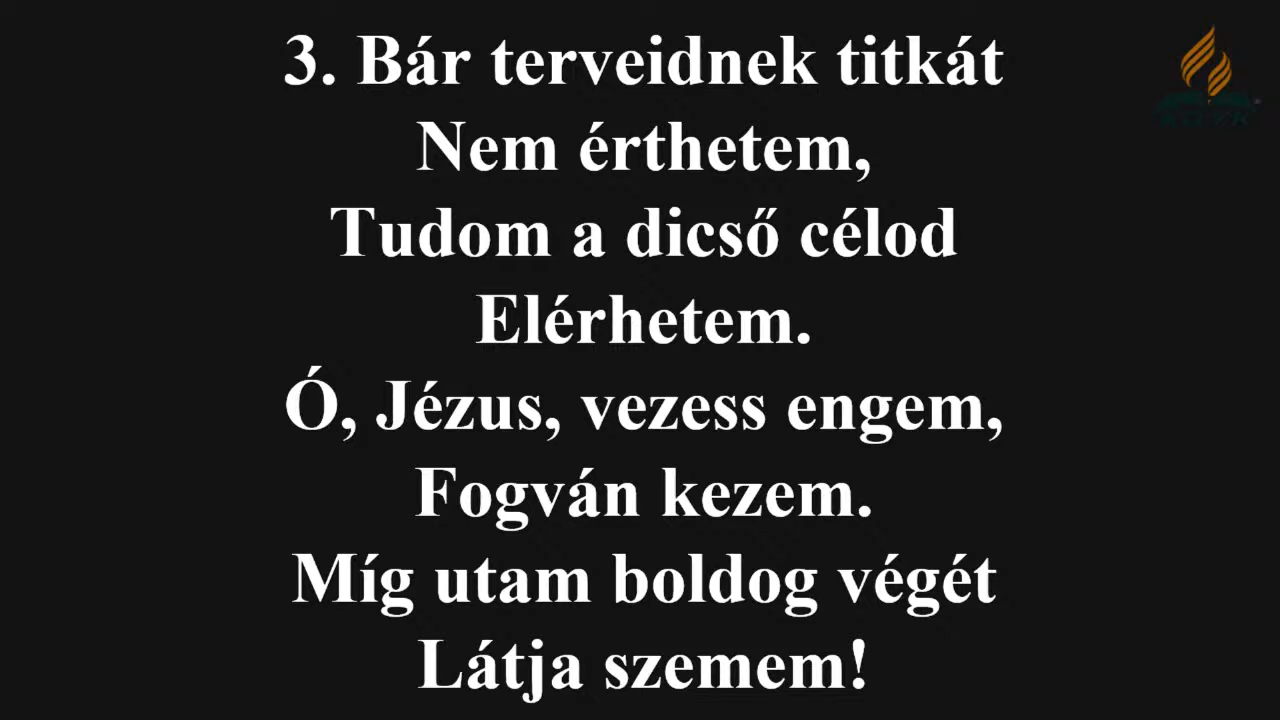 3. Bár terveidnek titkát
Nem érthetem,
Tudom a dicső célod
Elérhetem.
Ó, Jézus, vezess engem,
Fogván kezem.
Míg utam boldog végét
Látja szemem!